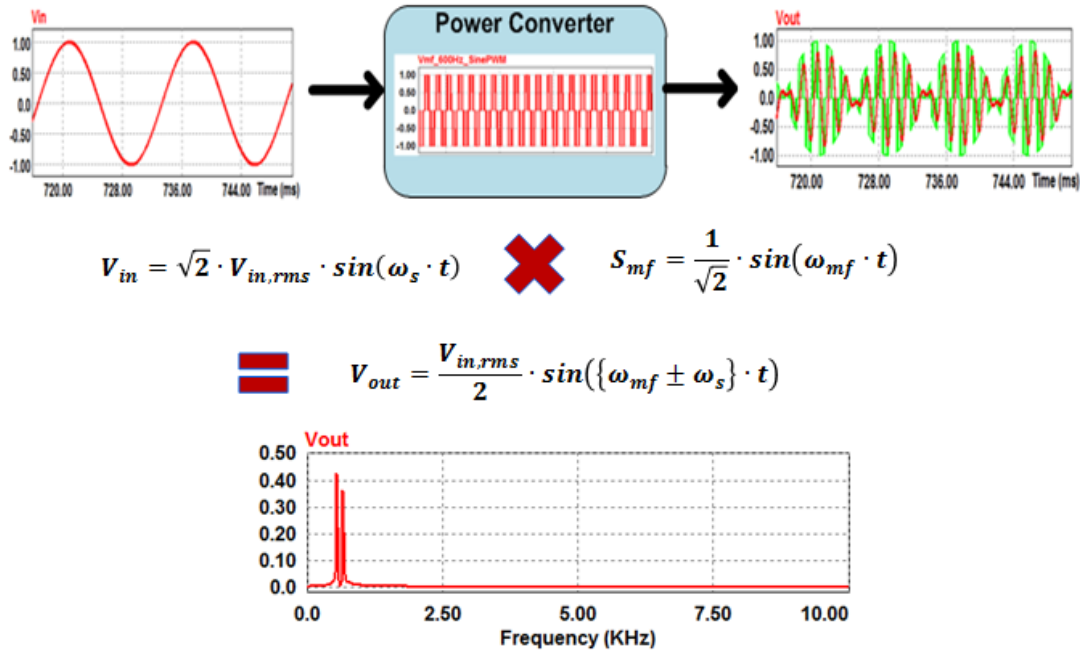 Vin
1.00
0.50
0.0
-0.50
-1.00
720.00 728.00 736.00 744.00 Time (ms)
Power Converter
Vmf_600Hz_SinePWM
1.00
0.50
0.00
-0.50
-1.00
Vout
1.00
0.50
0.0
-0.50
-1.00
720.00 728.00 736.00 744.00 Time (ms)
V_in = √2 · V_in,rms · sin(ω_s · t)
S_mf = 1/√2 · sin(ω_mf · t)
V_out = V_in,rms/2 · sin({ω_mf ± ω_s} · t)
Vout
0.50
0.40
0.30
0.20
0.10
0.0
0.0 2.50 5.00 7.50 10.00
Frequency (KHz)